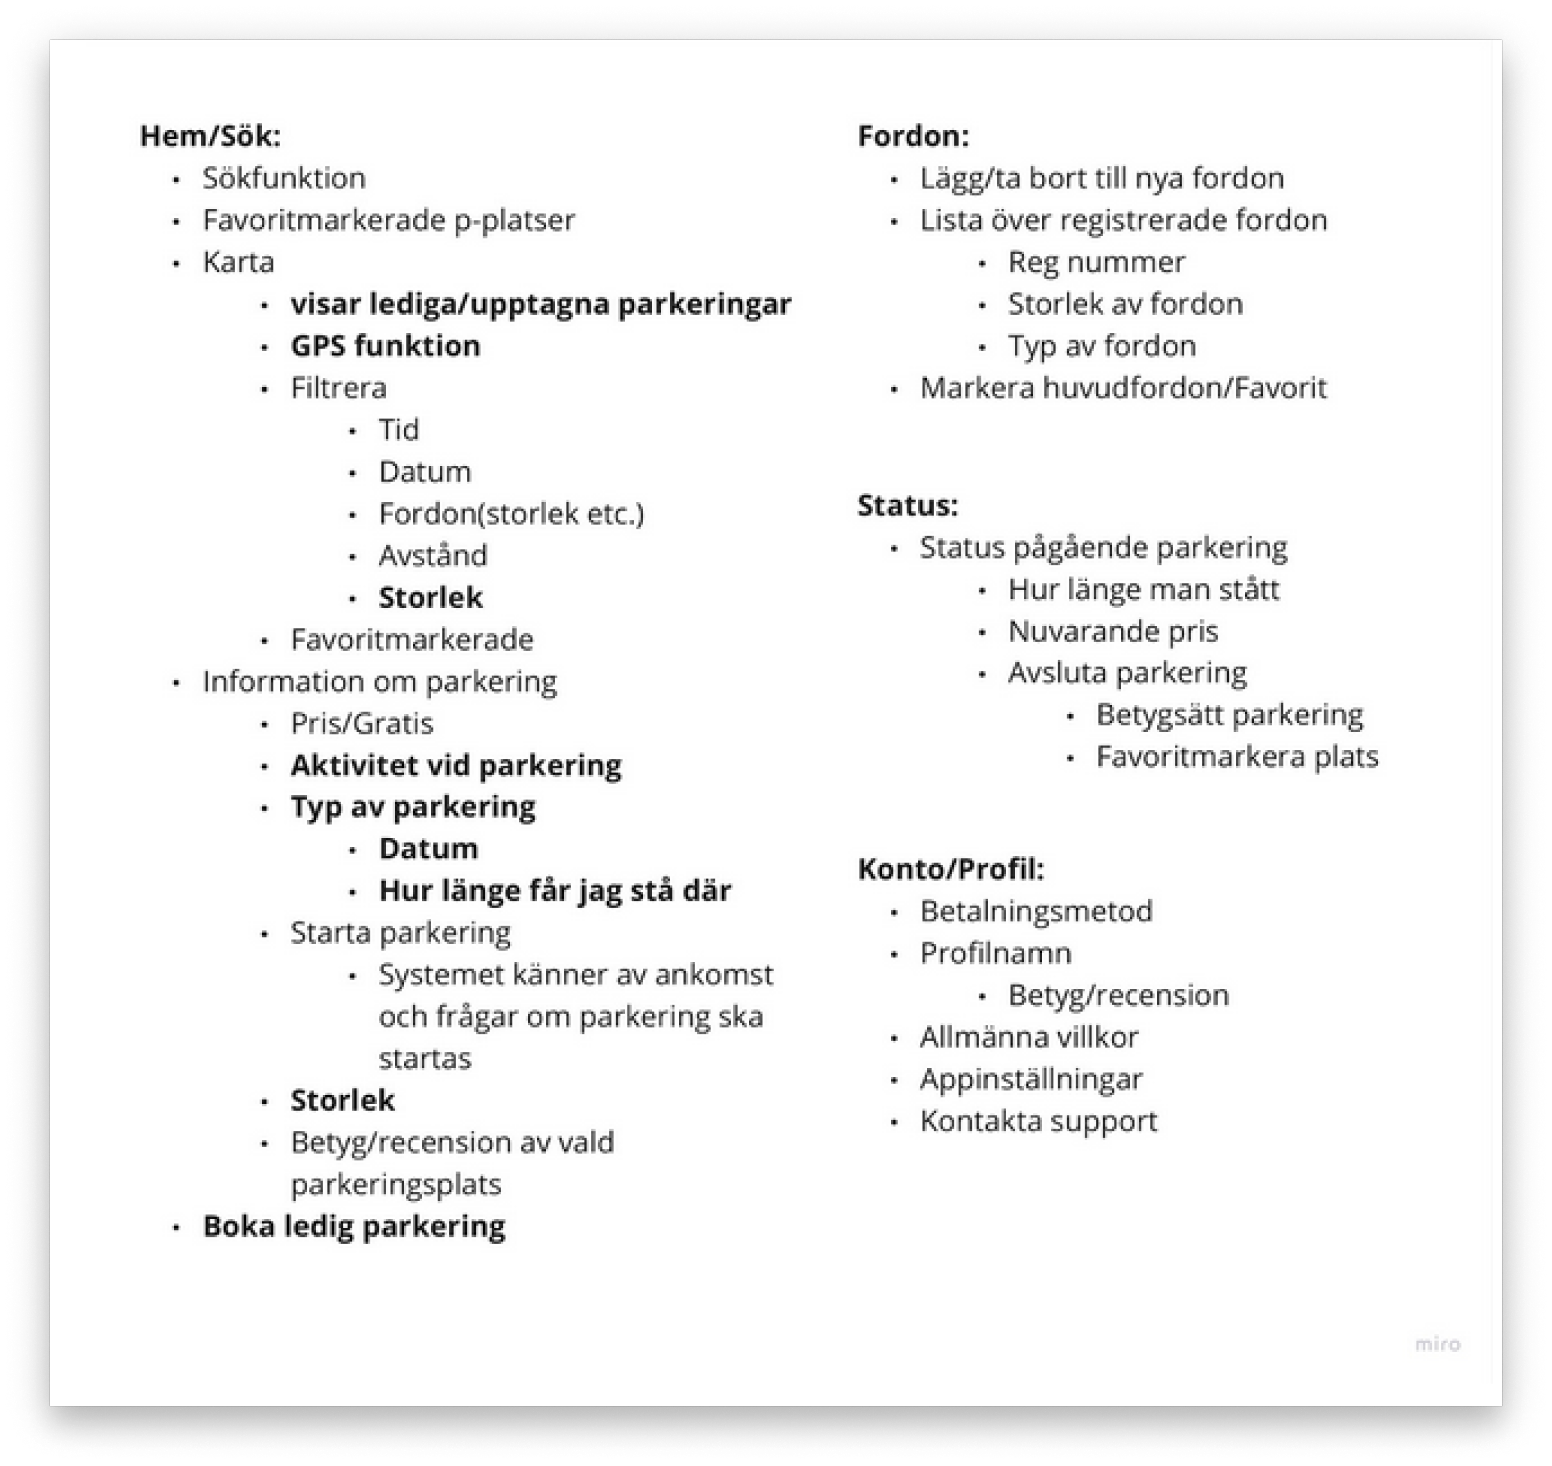 Hem/Sök:
• Sökfunktion
• Favoritmarkerade p-platser
• Karta
• visar lediga/upptagna parkeringar
• GPS funktion
• Filtrera
• Tid
• Datum
• Fordon(storlek etc.)
• Avstånd
• Storlek
• Favoritmarkerade
• Information om parkering
• Pris/Gratis
• Aktivitet vid parkering
• Typ av parkering
• Datum
• Hur länge får jag stå där
• Starta parkering
• Systemet känner av ankomst
och frågar om parkering ska
startas
• Storlek
• Betyg/recension av vald
parkeringsplats
• Boka ledig parkering
Fordon:
• Lägg/ta bort till nya fordon
• Lista över registrerade fordon
• Reg nummer
• Storlek av fordon
• Typ av fordon
• Markera huvudfordon/Favorit
Status:
• Status pågående parkering
• Hur länge man stått
• Nuvarande pris
• Avsluta parkering
• Betygsätt parkering
• Favoritmarkera plats
Konto/Profil:
• Betalningsmetod
• Profilnamn
• Betyg/recension
• Allmänna villkor
• Appinställningar
• Kontakta support
miro